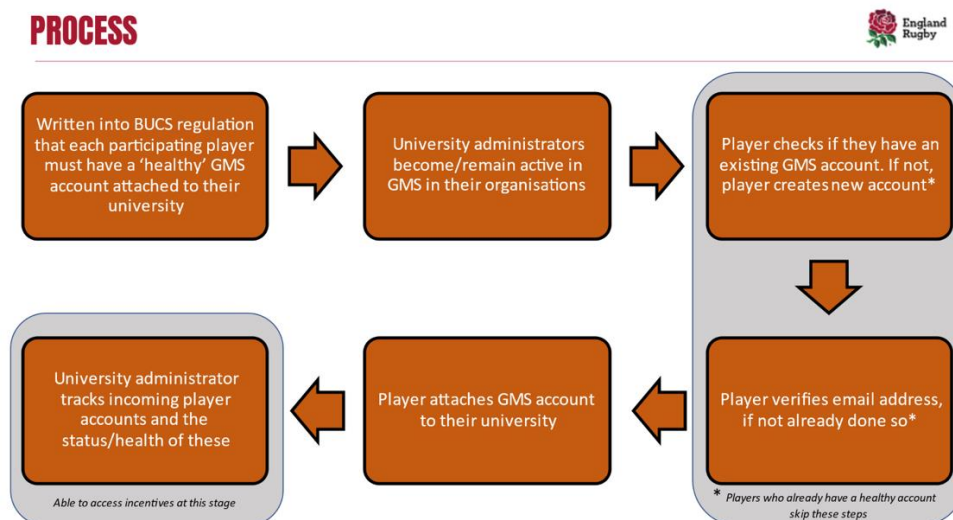 PROCESS
England
Rugby
Written into BUCS regulation
that each participating player
must have a ‘healthy’ GMS
account attached to their
university
University administrators
become/remain active in
GMS in their organisations
Player checks if they have an
existing GMS account. If not,
player creates new account*
Player verifies email address,
if not already done so*
* Players who already have a healthy account
skip these steps
Player attaches GMS account
to their university
University administrator
tracks incoming player
accounts and the
status/health of these
Able to access incentives at this stage